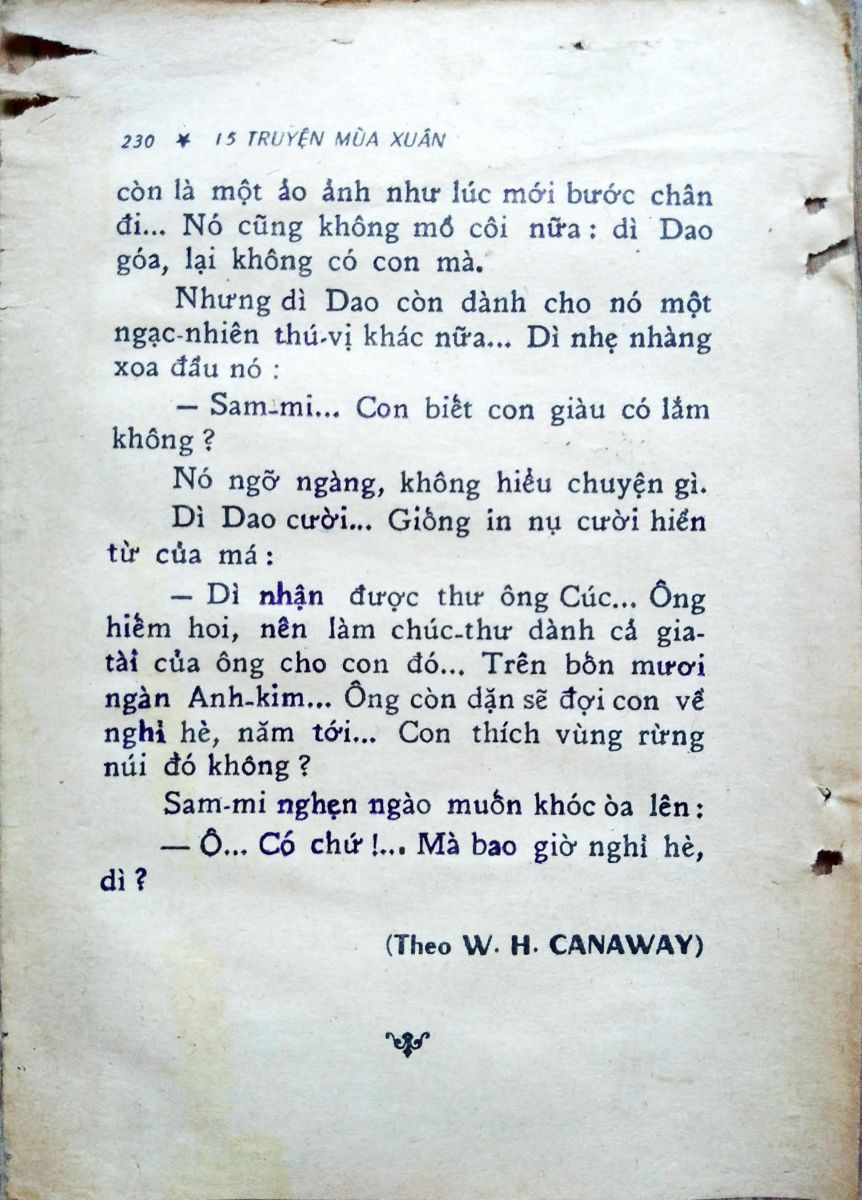 230 ★ 15 TRUYỆN MÙA XUÂN
còn là một ảo ảnh như lúc mới bước chân
đi... Nó cũng không mồ côi nữa : dì Dao
góa, lại không có con mà.
Nhưng dì Dao còn dành cho nó một
ngạc-nhiên thú-vị khác nữa... Dì nhẹ nhàng
xoa đầu nó :
— Sam-mi... Con biết con giàu có lắm
không ?
Nó ngỡ ngàng, không hiểu chuyện gì.
Dì Dao cười... Giống in nụ cười hiền
từ của má :
— Dì nhận được thư ông Cúc... Ông
hiếm hoi, nên làm chúc-thư dành cả gia-
tài của ông cho con đó... Trên bốn mươi
ngàn Anh-kim... Ông còn dặn sẽ đợi con về
nghỉ hè, năm tới... Con thích vùng rừng
núi đó không ?
Sam-mi nghẹn ngào muốn khóc òa lên :
— Ô... Có chứ !... Mà bao giờ nghỉ hè,
dì ?
(Theo W. H. CANAWAY)